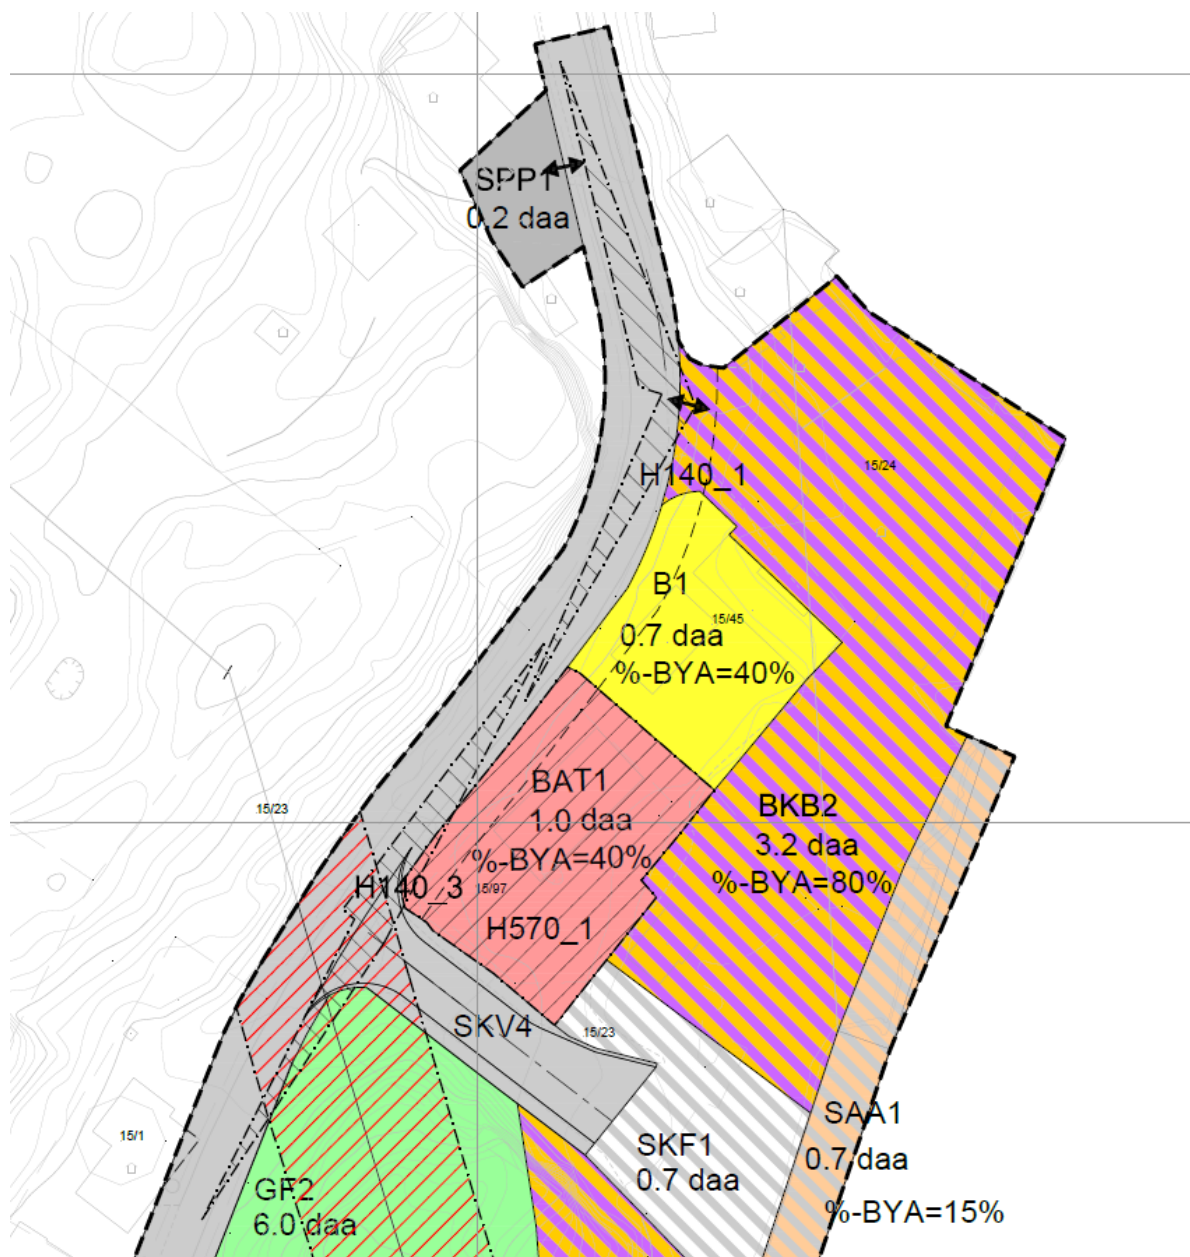 SPP1
0.2 daa
15/24
H140_1
B1
15/45
0.7 daa
%-BYA=40%
BAT1
1.0 daa
%-BYA=40%
15/97
H570_1
BKB2
3.2 daa
%-BYA=80%
15/23
H140_3
SKV4
15/23
SAA1
0.7 daa
%-BYA=15%
SKF1
0.7 daa
15/1
GF2
6.0 daa